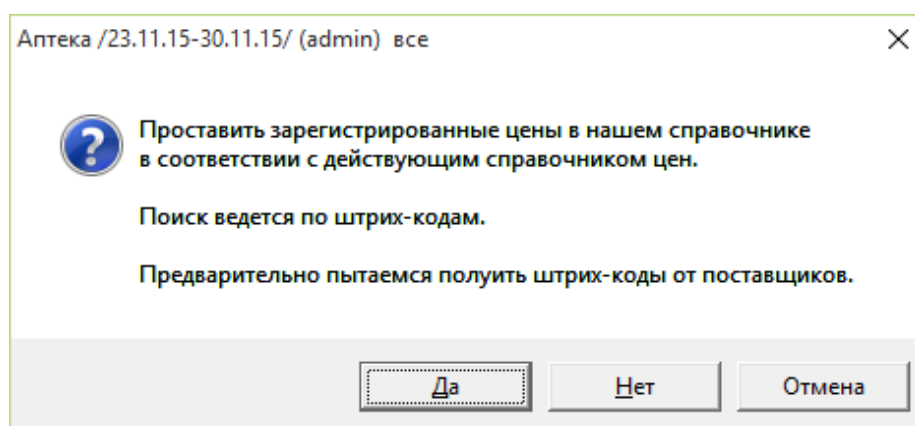 Аптека /23.11.15-30.11.15/ (admin) все
Проставить зарегистрированные цены в нашем справочнике
в соответствии с действующим справочником цен.
Поиск ведется по штрих-кодам.
Предварительно пытаемся полуить штрих-коды от поставщиков.
Да
Нет
Отмена